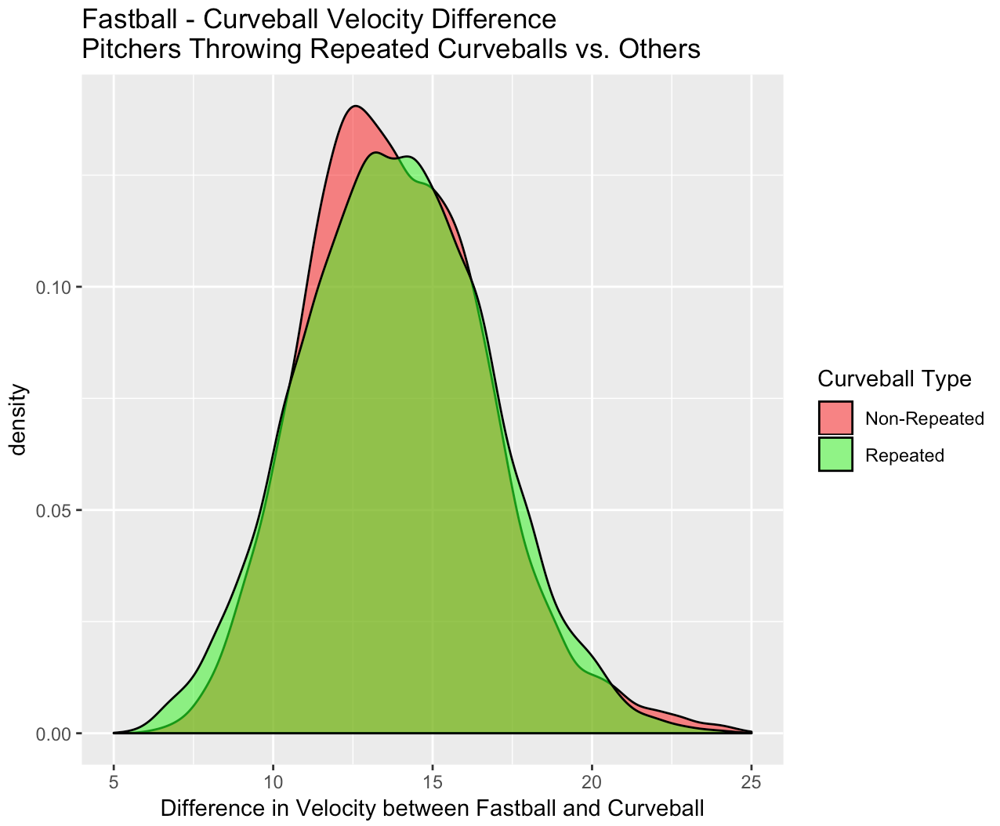 Fastball - Curveball Velocity Difference
Pitchers Throwing Repeated Curveballs vs. Others
density
0.10
0.05
0.00
5 10 15 20 25
Difference in Velocity between Fastball and Curveball
Curveball Type
Non-Repeated
Repeated